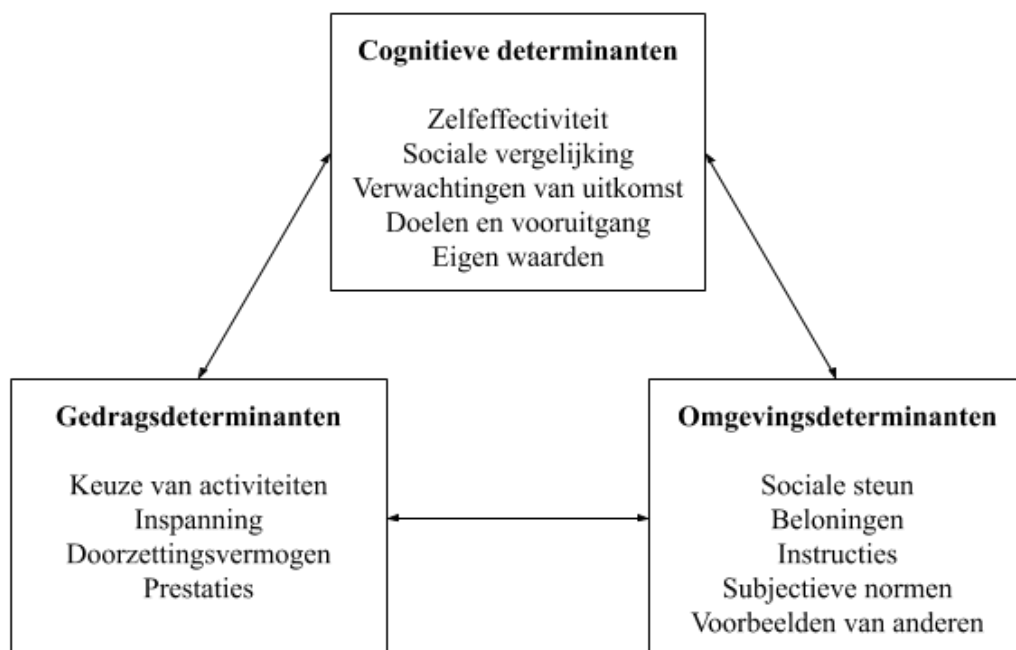 Cognitieve determinanten
Zelfeffectiviteit
Sociale vergelijking
Verwachtingen van uitkomst
Doelen en vooruitgang
Eigen waarden
Gedragsdeterminanten
Keuze van activiteiten
Inspanning
Doorzettingsvermogen
Prestaties
Omgevingsdeterminanten
Sociale steun
Beloningen
Instructies
Subjectieve normen
Voorbeelden van anderen